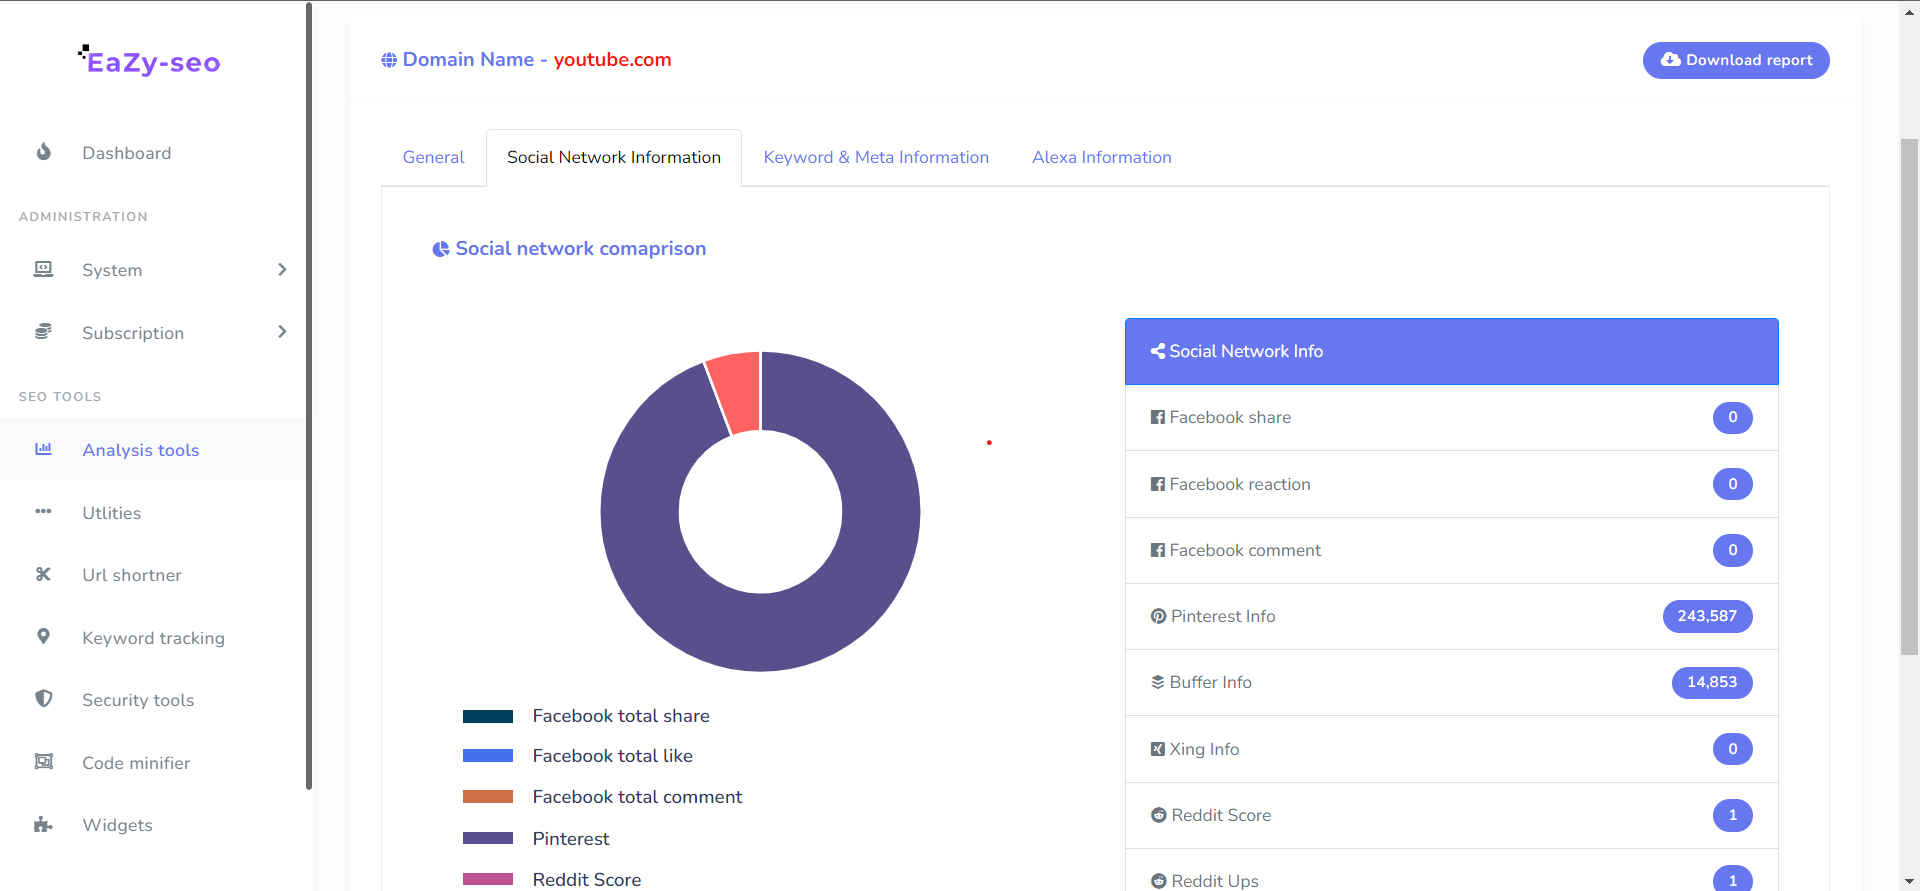 EaZy-seo
Dashboard
ADMINISTRATION
System
Subscription
SEO TOOLS
Analysis tools
Utlities
Url shortner
Keyword tracking
Security tools
Code minifier
Widgets
Domain Name - youtube.com
Download report
General
Social Network Information
Keyword & Meta Information
Alexa Information
Social network comaprison
Facebook total share
Facebook total like
Facebook total comment
Pinterest
Reddit Score
Social Network Info
Facebook share 0
Facebook reaction 0
Facebook comment 0
Pinterest Info 243,587
Buffer Info 14,853
Xing Info 0
Reddit Score 1
Reddit Ups 1